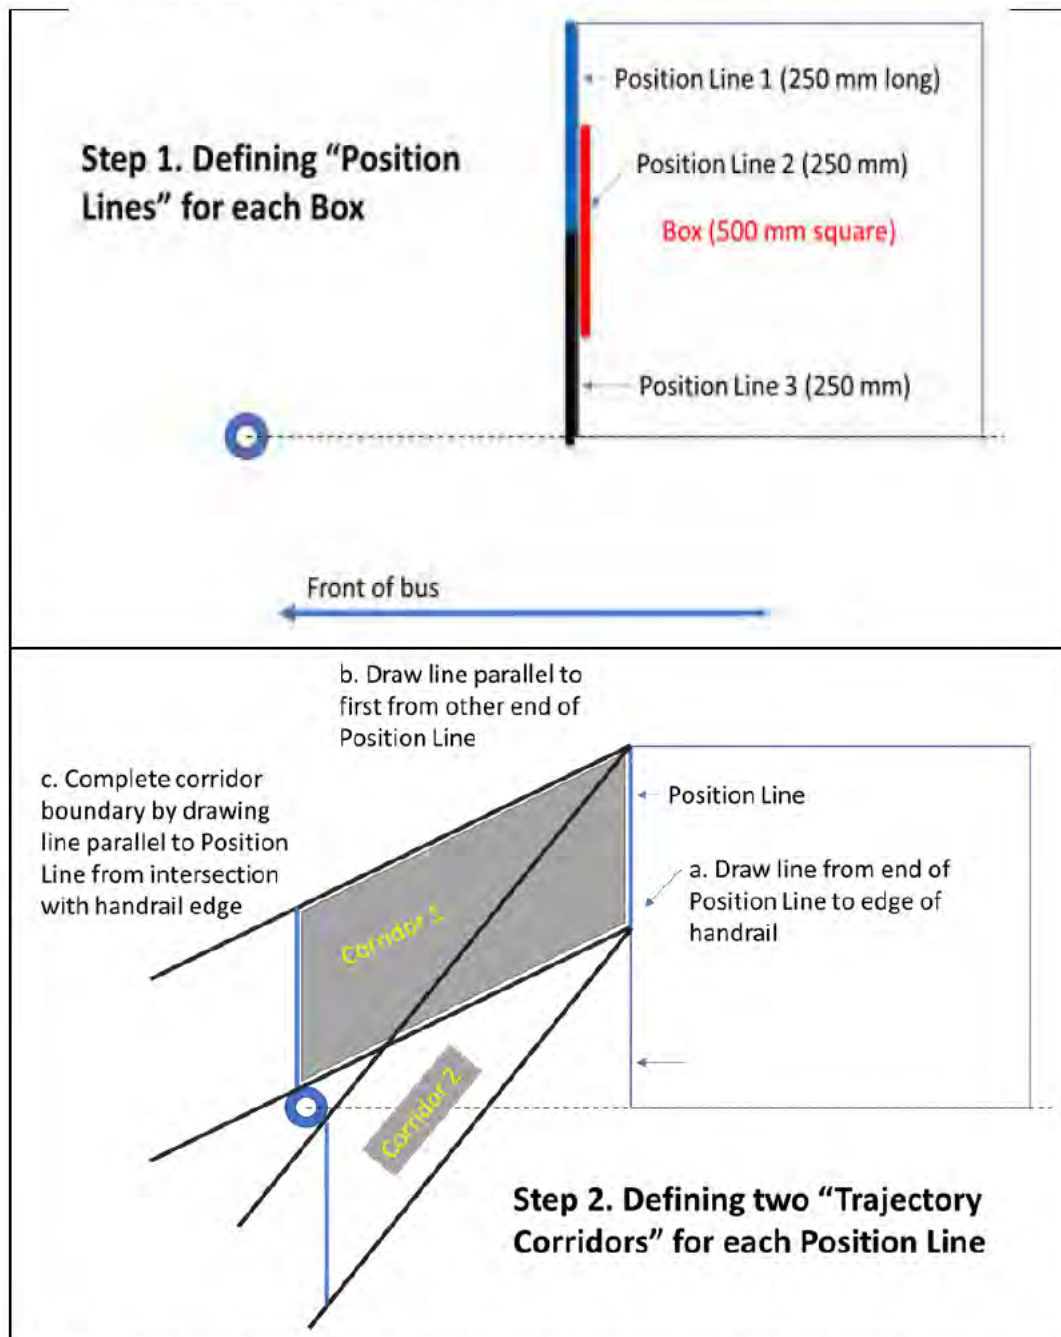 Position Line 1 (250 mm long)
Step 1. Defining “Position
Lines” for each Box
Position Line 2 (250 mm)
Box (500 mm square)
Position Line 3 (250 mm)
Front of bus
b. Draw line parallel to
first from other end of
Position Line
c. Complete corridor
boundary by drawing
line parallel to Position
Line from intersection
with handrail edge
Position Line
a. Draw line from end of
Position Line to edge of
handrail
Corridor 1
Corridor 2
Step 2. Defining two “Trajectory
Corridors” for each Position Line